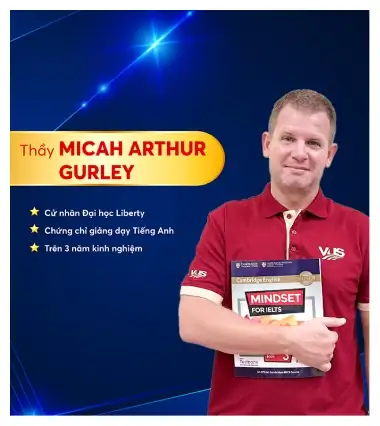 Thầy MICAH ARTHUR
GURLEY
Cử nhân Đại học Liberty
Chứng chỉ giảng dạy Tiếng Anh
Trên 3 năm kinh nghiệm
VUS
VUS
Cambridge English
MINDSET
FOR IELTS
3